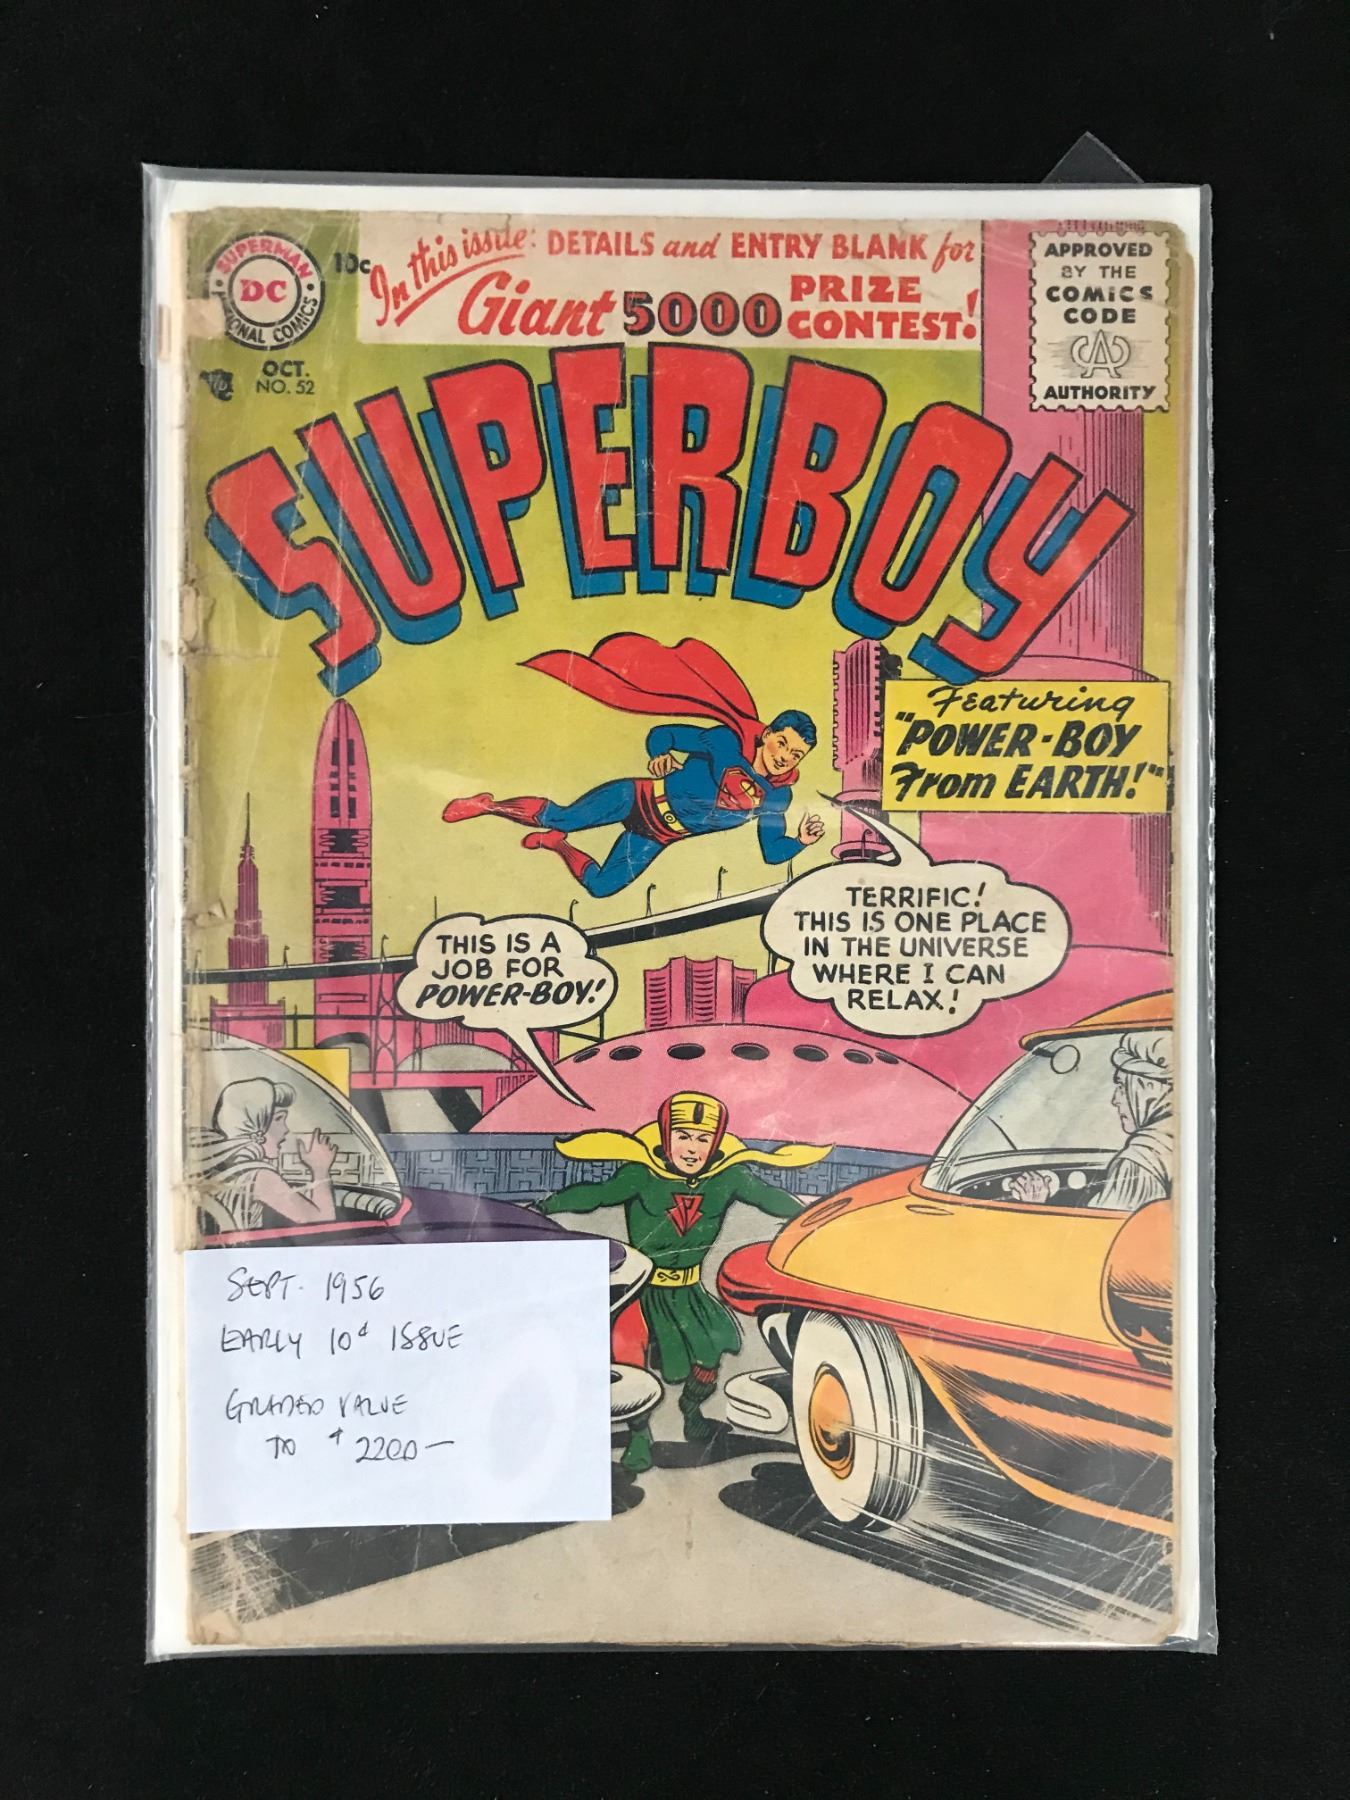 SUPERMAN
DC
NATIONAL COMICS
10c
In this issue: DETAILS and ENTRY BLANK for
Giant 5000 PRIZE CONTEST!
OCT.
NO. 52
APPROVED
BY THE
COMICS
CODE
CA
AUTHORITY
SUPERBOY
Featuring
"POWER-BOY
From EARTH!"
TERRIFIC!
THIS IS ONE PLACE
IN THE UNIVERSE
WHERE I CAN
RELAX!
THIS IS A
JOB FOR
POWER-BOY!
P
SEPT. 1956
EARLY 10¢ ISSUE
GRADED VALUE
TO $2200-